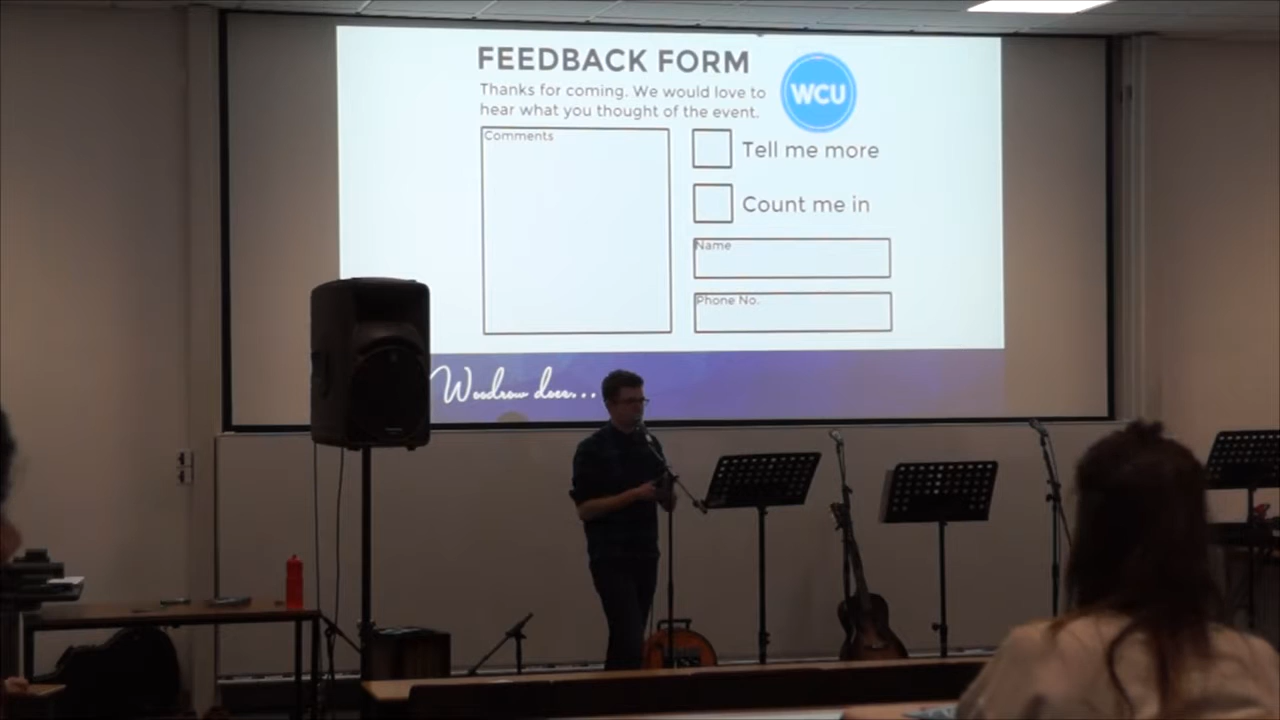 FEEDBACK FORM
Thanks for coming. We would love to
hear what you thought of the event.
WCU
Comments
Tell me more
Count me in
Name
Phone No.
Woodrow does...